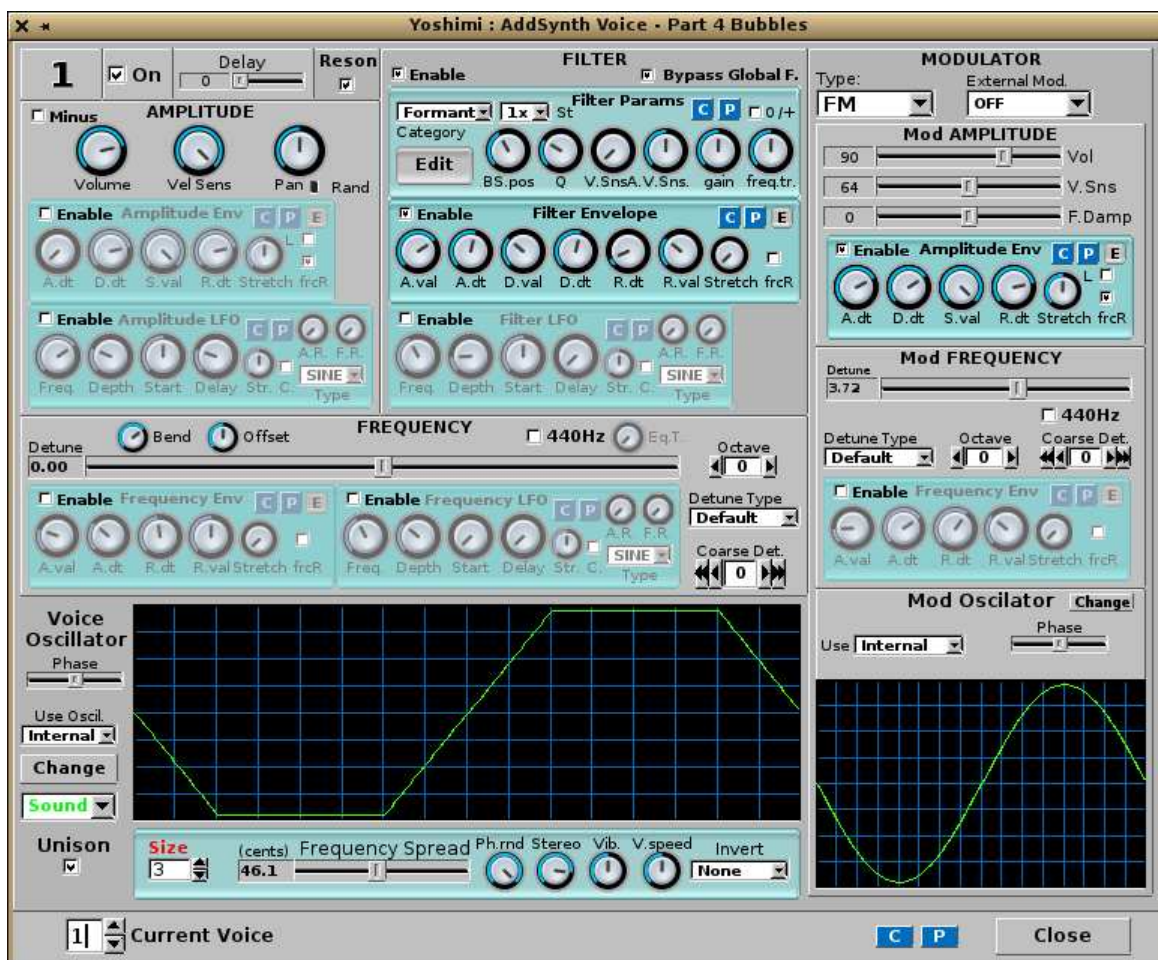 Yoshimi : AddSynth Voice - Part 4 Bubbles
1
On
Delay
0
Reson
Minus
AMPLITUDE
Volume
Vel Sens
Pan
Rand
Enable Amplitude Env
C P E
L
A.dt D.dt S.val R.dt Stretch frcR
Enable Amplitude LFO
C P
A.R. F.R.
Freq Depth Start Delay Str. C.
SINE
Type
FILTER
Enable
Bypass Global F.
Formant
1x
St
Filter Params
C P
0/+
Category
Edit
BS.pos Q V.SnsA.V.Sns. gain freq.tr.
Enable Filter Envelope
C P E
A.val A.dt D.val D.dt R.dt R.val Stretch frcR
Enable Filter LFO
C P
A.R. F.R.
Freq Depth Start Delay Str. C.
SINE
Type
FREQUENCY
Detune
0.00
Bend
Offset
440Hz
Eq.T.
Octave
0
Enable Frequency Env
C P E
A.val A.dt R.dt R.val Stretch frcR
Enable Frequency LFO
C P
A.R F.R
Freq Depth Start Delay Str. C.
SINE
Type
Detune Type
Default
Coarse Det.
0
MODULATOR
Type:
FM
External Mod.
OFF
Mod AMPLITUDE
90
Vol
64
V.Sns
0
F.Damp
Enable Amplitude Env
C P E
L
A.dt D.dt S.val R.dt Stretch frcR
Mod FREQUENCY
Detune
3.72
440Hz
Detune Type
Default
Octave
0
Coarse Det.
0
Enable Frequency Env
C P E
A.val A.dt R.dt R.val Stretch frcR
Mod Oscilator
Change
Use
Internal
Phase
Voice
Oscillator
Phase
Use Oscil.
Internal
Change
Sound
Unison
Size
3
(cents) Frequency Spread
46.1
Ph.rnd Stereo Vib. V.speed
Invert
None
1
Current Voice
C P
Close